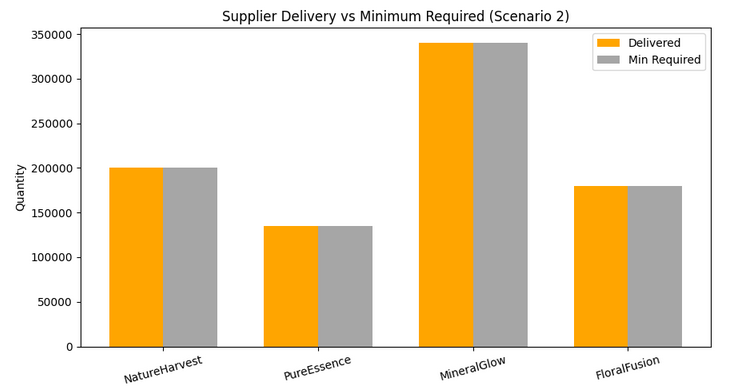 Supplier Delivery vs Minimum Required (Scenario 2)
350000
300000
250000
200000
150000
100000
50000
0
Quantity
Delivered
Min Required
NatureHarvest
PureEssence
MineralGlow
FloralFusion